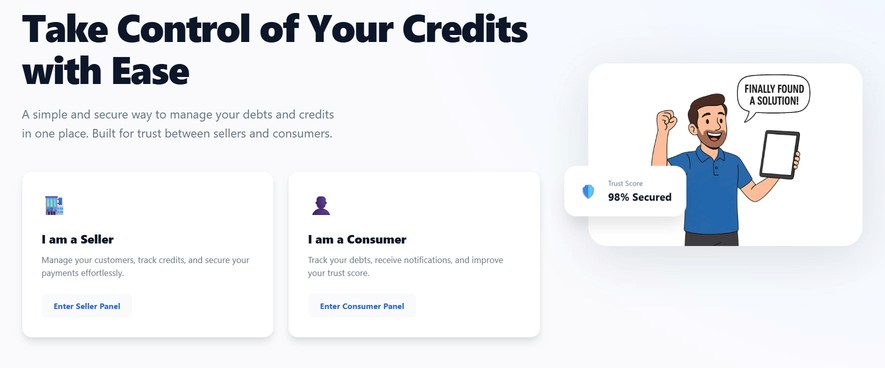 Take Control of Your Credits
with Ease
A simple and secure way to manage your debts and credits
in one place. Built for trust between sellers and consumers.
I am a Seller
Manage your customers, track credits, and secure your
payments effortlessly.
Enter Seller Panel
I am a Consumer
Track your debts, receive notifications, and improve
your trust score.
Enter Consumer Panel
FINALLY FOUND
A SOLUTION!
Trust Score
98% Secured